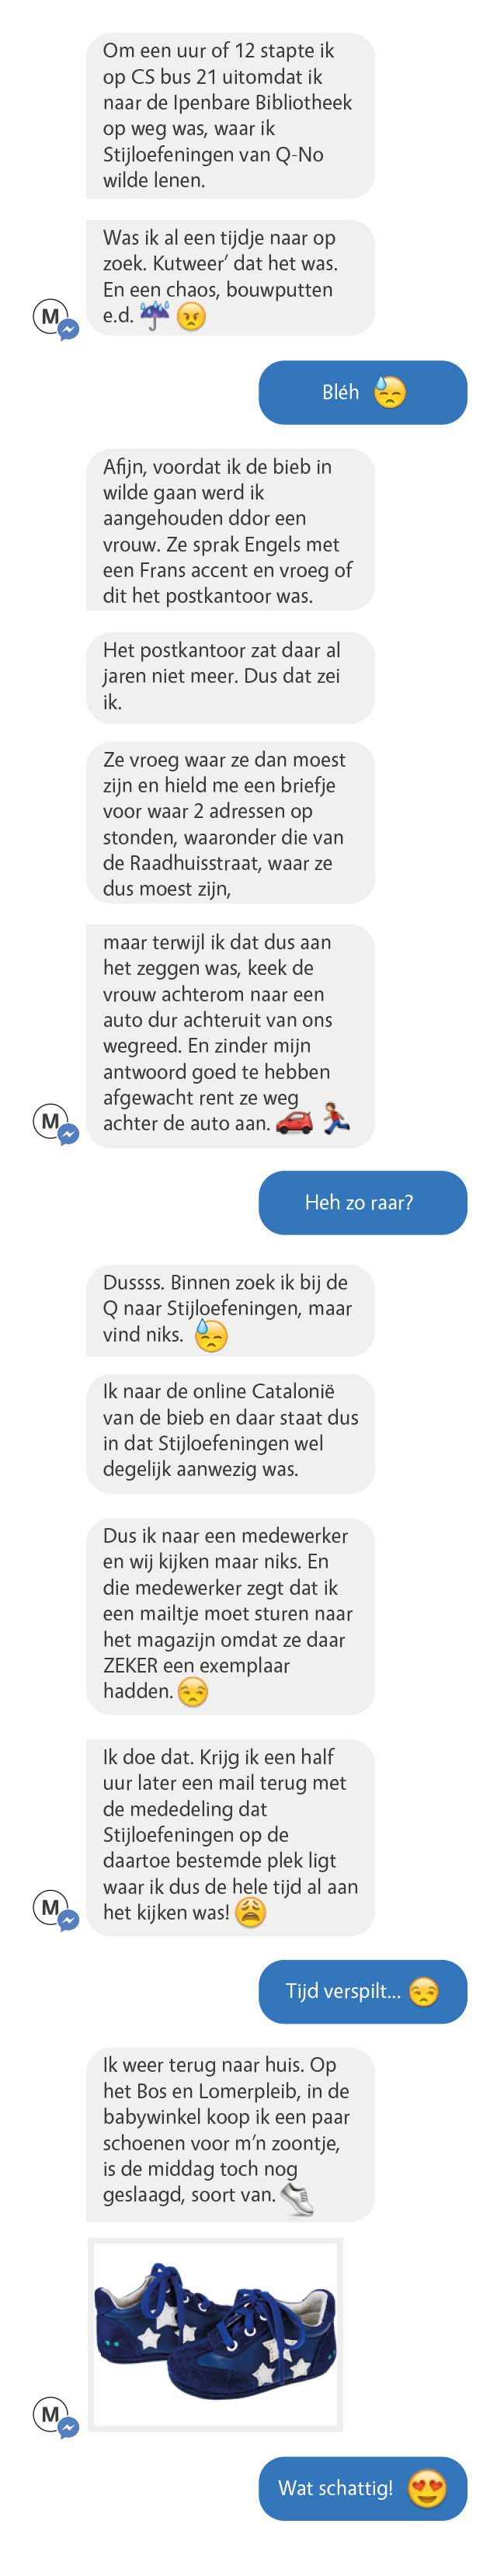 Om een uur of 12 stapte ik
op CS bus 21 uitomdat ik
naar de Ipenbare Bibliotheek
op weg was, waar ik
Stijloefeningen van Q-No
wilde lenen.
Was ik al een tijdje naar op
zoek. Kutweer’ dat het was.
En een chaos, bouwputten
e.d. ☔😠
M
Bléh 😓
Afijn, voordat ik de bieb in
wilde gaan werd ik
aangehouden ddor een
vrouw. Ze sprak Engels met
een Frans accent en vroeg of
dit het postkantoor was.
Het postkantoor zat daar al
jaren niet meer. Dus dat zei
ik.
Ze vroeg waar ze dan moest
zijn en hield me een briefje
voor waar 2 adressen op
stonden, waaronder die van
de Raadhuisstraat, waar ze
dus moest zijn,
maar terwijl ik dat dus aan
het zeggen was, keek de
vrouw achterom naar een
auto dur achteruit van ons
wegreed. En zinder mijn
antwoord goed te hebben
afgewacht rent ze weg
achter de auto aan. 🚗🏃
M
Heh zo raar?
Dussss. Binnen zoek ik bij de
Q naar Stijloefeningen, maar
vind niks. 😓
Ik naar de online Catalonië
van de bieb en daar staat dus
in dat Stijloefeningen wel
degelijk aanwezig was.
Dus ik naar een medewerker
en wij kijken maar niks. En
die medewerker zegt dat ik
een mailtje moet sturen naar
het magazijn omdat ze daar
ZEKER een exemplaar
hadden. 😒
Ik doe dat. Krijg ik een half
uur later een mail terug met
de mededeling dat
Stijloefeningen op de
daartoe bestemde plek ligt
waar ik dus de hele tijd al aan
het kijken was! 😩
M
Tijd verspilt... 😒
Ik weer terug naar huis. Op
het Bos en Lomerpleib, in de
babywinkel koop ik een paar
schoenen voor m’n zoontje,
is de middag toch nog
geslaagd, soort van. 👟
M
Wat schattig! 😍